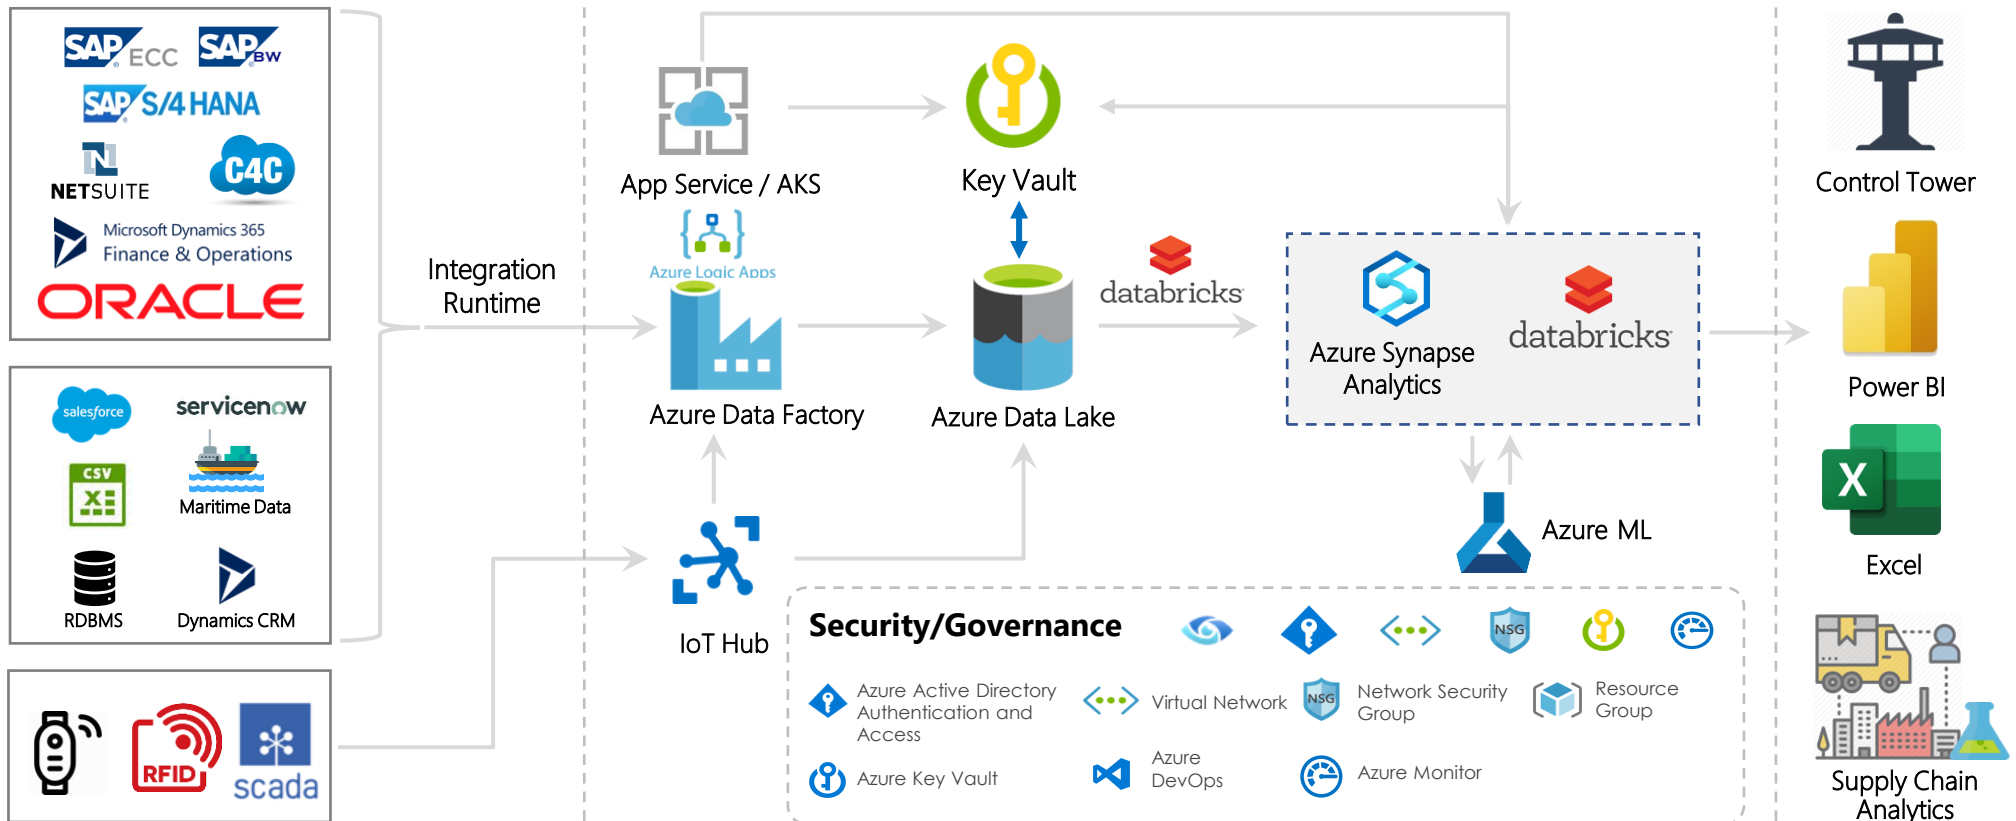 SAP ECC
SAP BW
SAP S/4 HANA
N
NETSUITE
C4C
Microsoft Dynamics 365
Finance & Operations
ORACLE
salesforce
servicenow
CSV
X
Maritime Data
RDBMS
Dynamics CRM
RFID
scada
Integration
Runtime
App Service / AKS
Azure Logic Apps
Azure Data Factory
IoT Hub
Key Vault
Azure Data Lake
databricks
Azure Synapse
Analytics
databricks
Azure ML
Security/Governance
NSG
Azure Active Directory
Authentication and
Access
Virtual Network
NSG
Network Security
Group
Resource
Group
Azure Key Vault
Azure
DevOps
Azure Monitor
Control Tower
Power BI
X
Excel
Supply Chain
Analytics